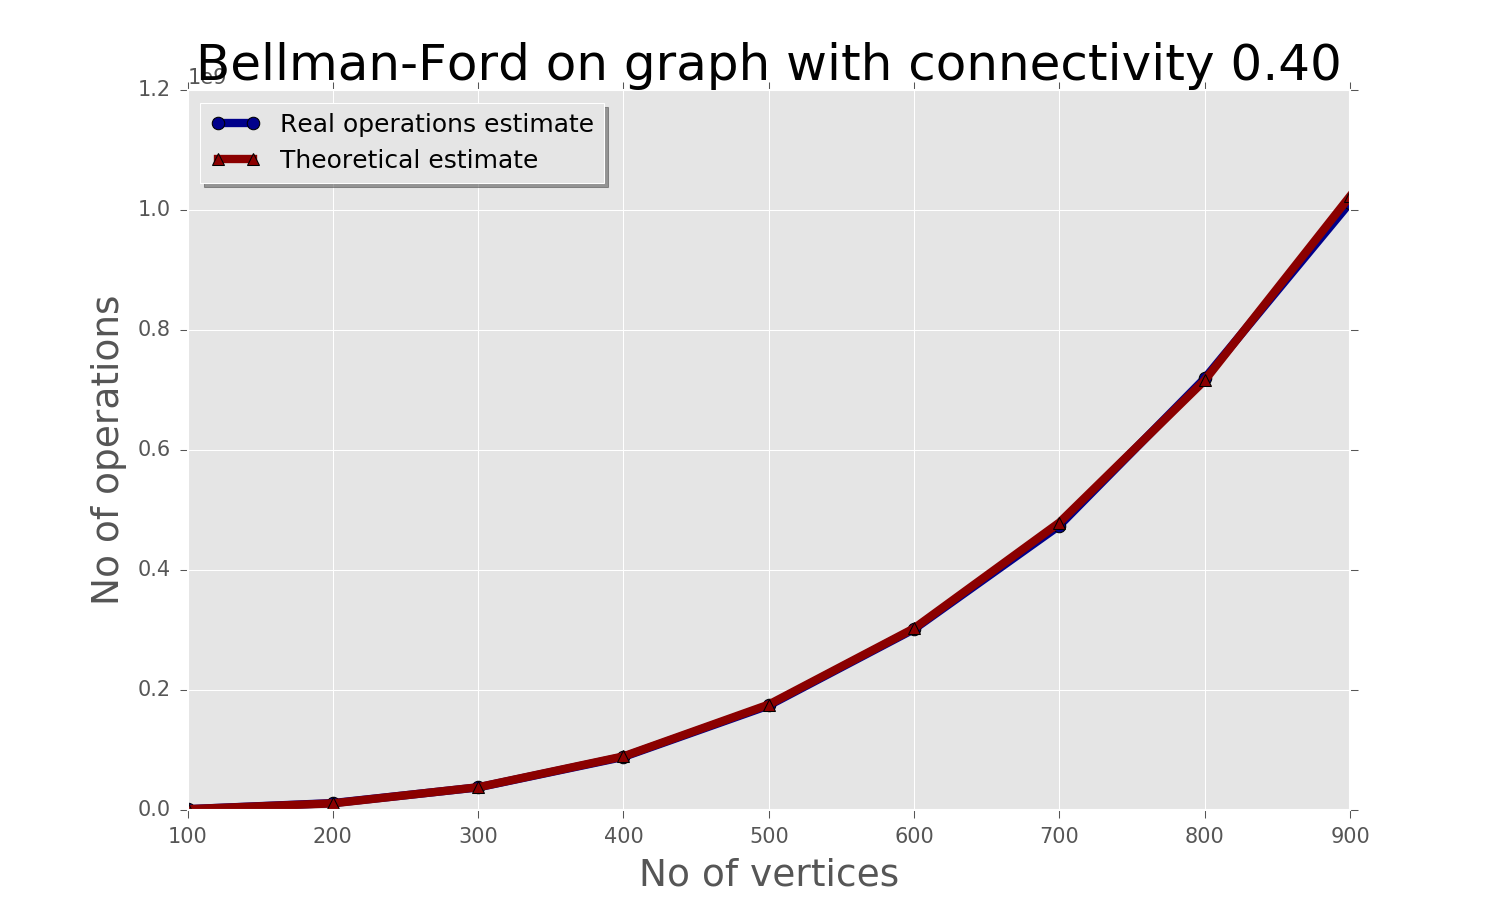 Bellman-Ford on graph with connectivity 0.40
1e9
1.2
1.0
0.8
0.6
0.4
0.2
0.0
Real operations estimate
Theoretical estimate
No of operations
100 200 300 400 500 600 700 800 900
No of vertices